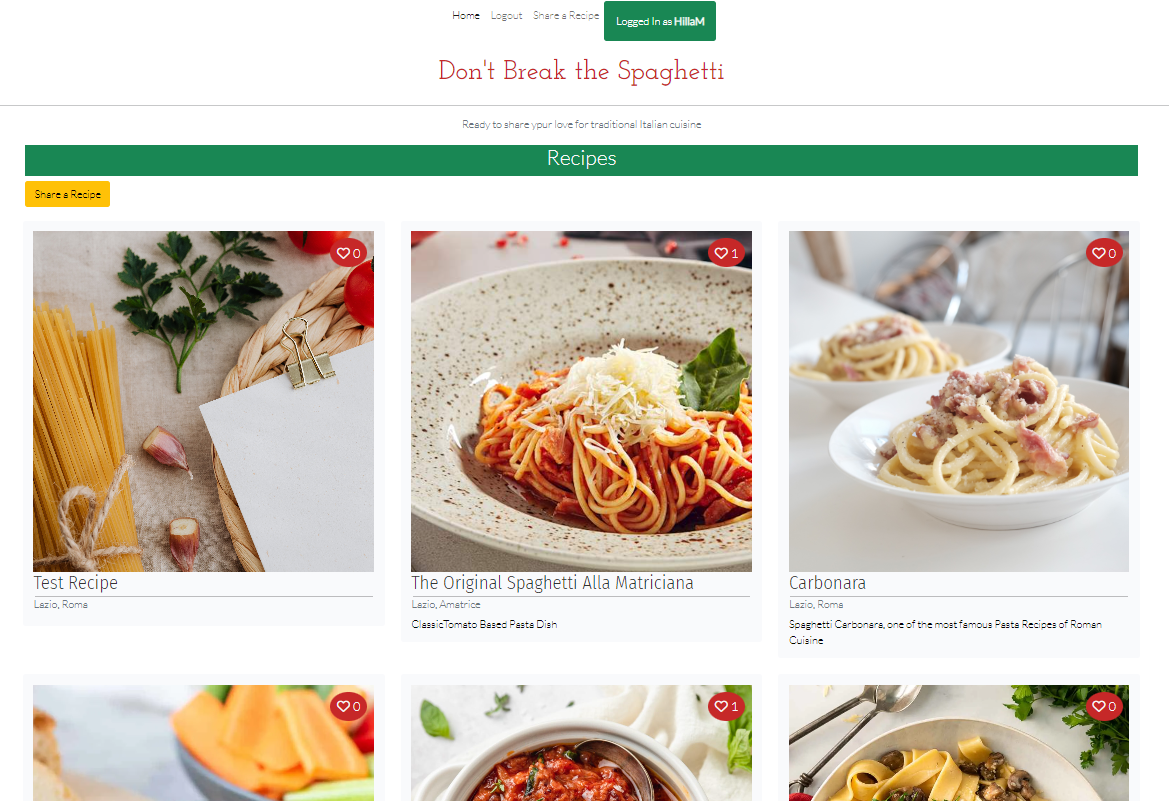 Home Logout Share a Recipe Logged In as HillaM
Don't Break the Spaghetti
Ready to share ypur love for traditional Italian cuisine
Recipes
Share a Recipe
0
1
0
Test Recipe
Lazio, Roma
The Original Spaghetti Alla Matriciana
Lazio, Amatrice
ClassicTomato Based Pasta Dish
Carbonara
Lazio, Roma
Spaghetti Carbonara, one of the most famous Pasta Recipes of Roman
Cuisine
0
1
0